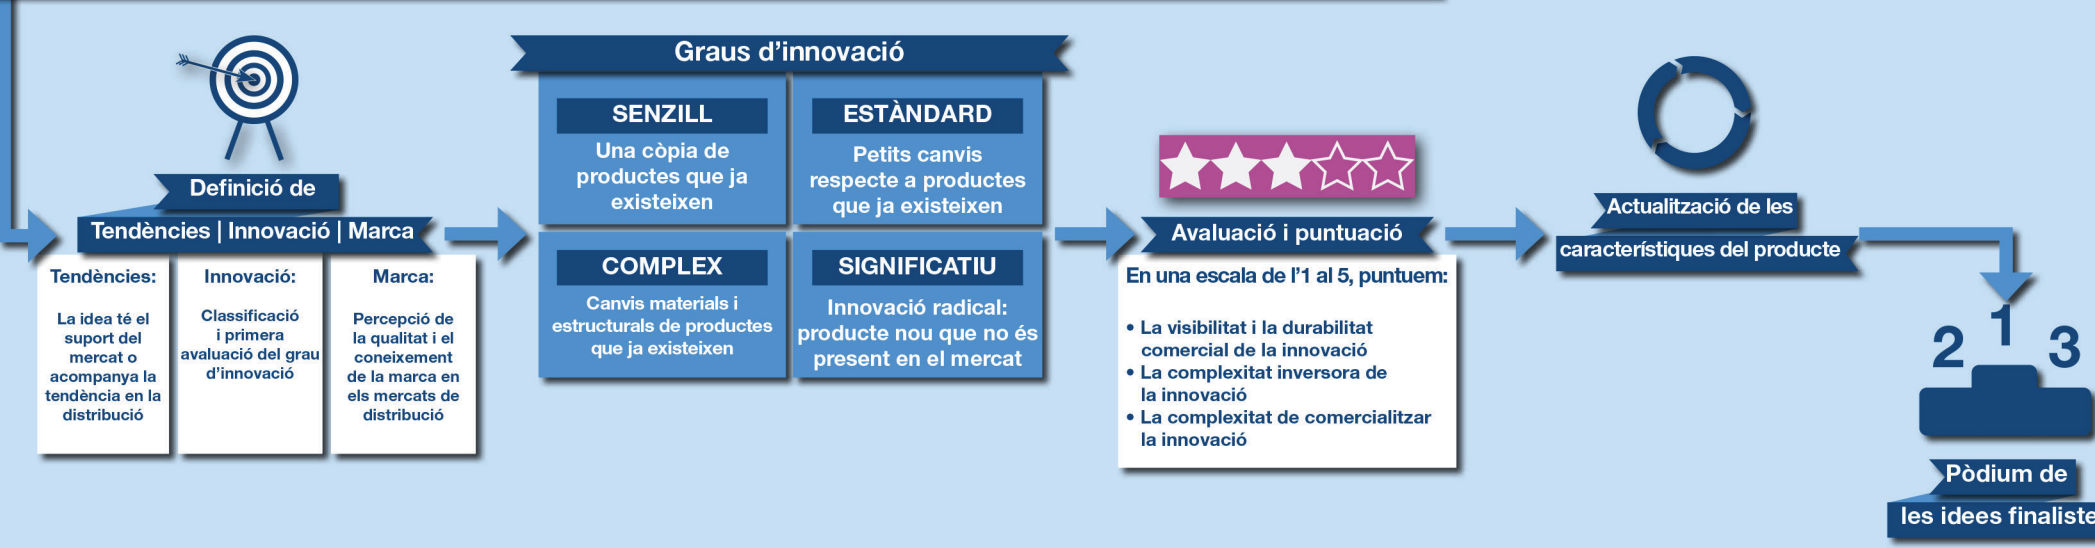 Definició de
Tendències | Innovació | Marca
Tendències:
La idea té el
suport del
mercat o
acompanya la
tendència en la
distribució
Innovació:
Classificació
i primera
avaluació del grau
d'innovació
Marca:
Percepció de
la qualitat i el
coneixement
de la marca en
els mercats de
distribució
Graus d'innovació
SENZILL
Una còpia de
productes que ja
existeixen
ESTÀNDARD
Petits canvis
respecte a productes
que ja existeixen
COMPLEX
Canvis materials i
estructurals de productes
que ja existeixen
SIGNIFICATIU
Innovació radical:
producte nou que no és
present en el mercat
Avaluació i puntuació
En una escala de l'1 al 5, puntuem:
• La visibilitat i la durabilitat
comercial de la innovació
• La complexitat inversora de
la innovació
• La complexitat de comercialitzar
la innovació
Actualització de les
característiques del producte
2 1 3
Pòdium de
les idees finaliste